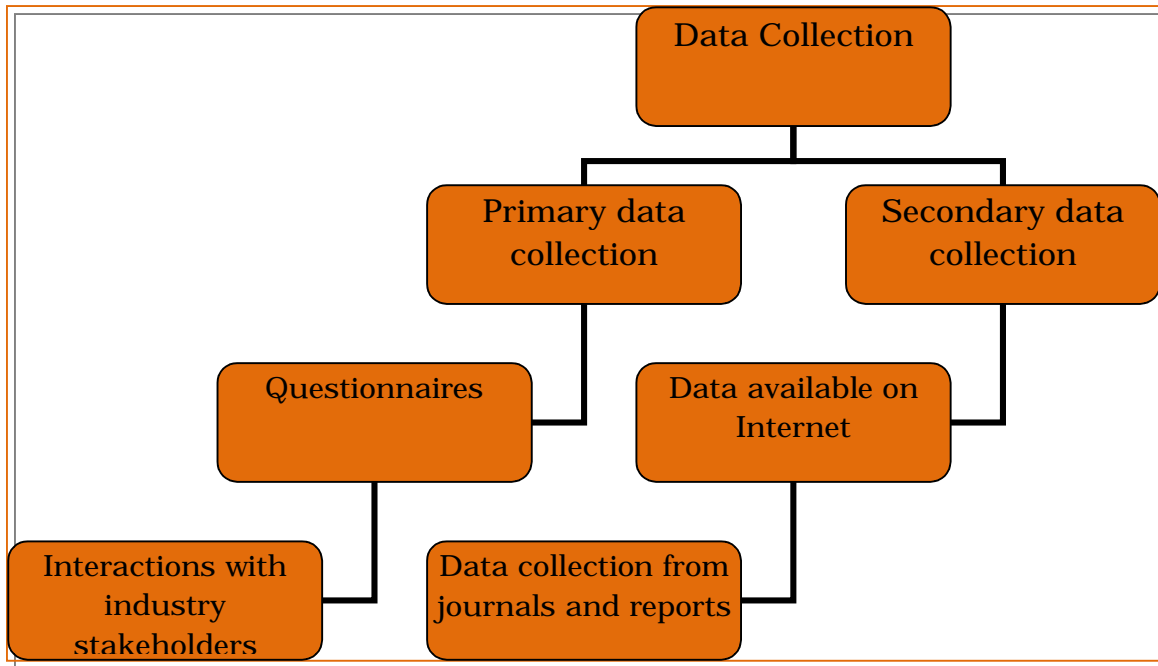 Data Collection
Primary data
collection
Secondary data
collection
Questionnaires
Data available on
Internet
Interactions with
industry
stakeholders
Data collection from
journals and reports